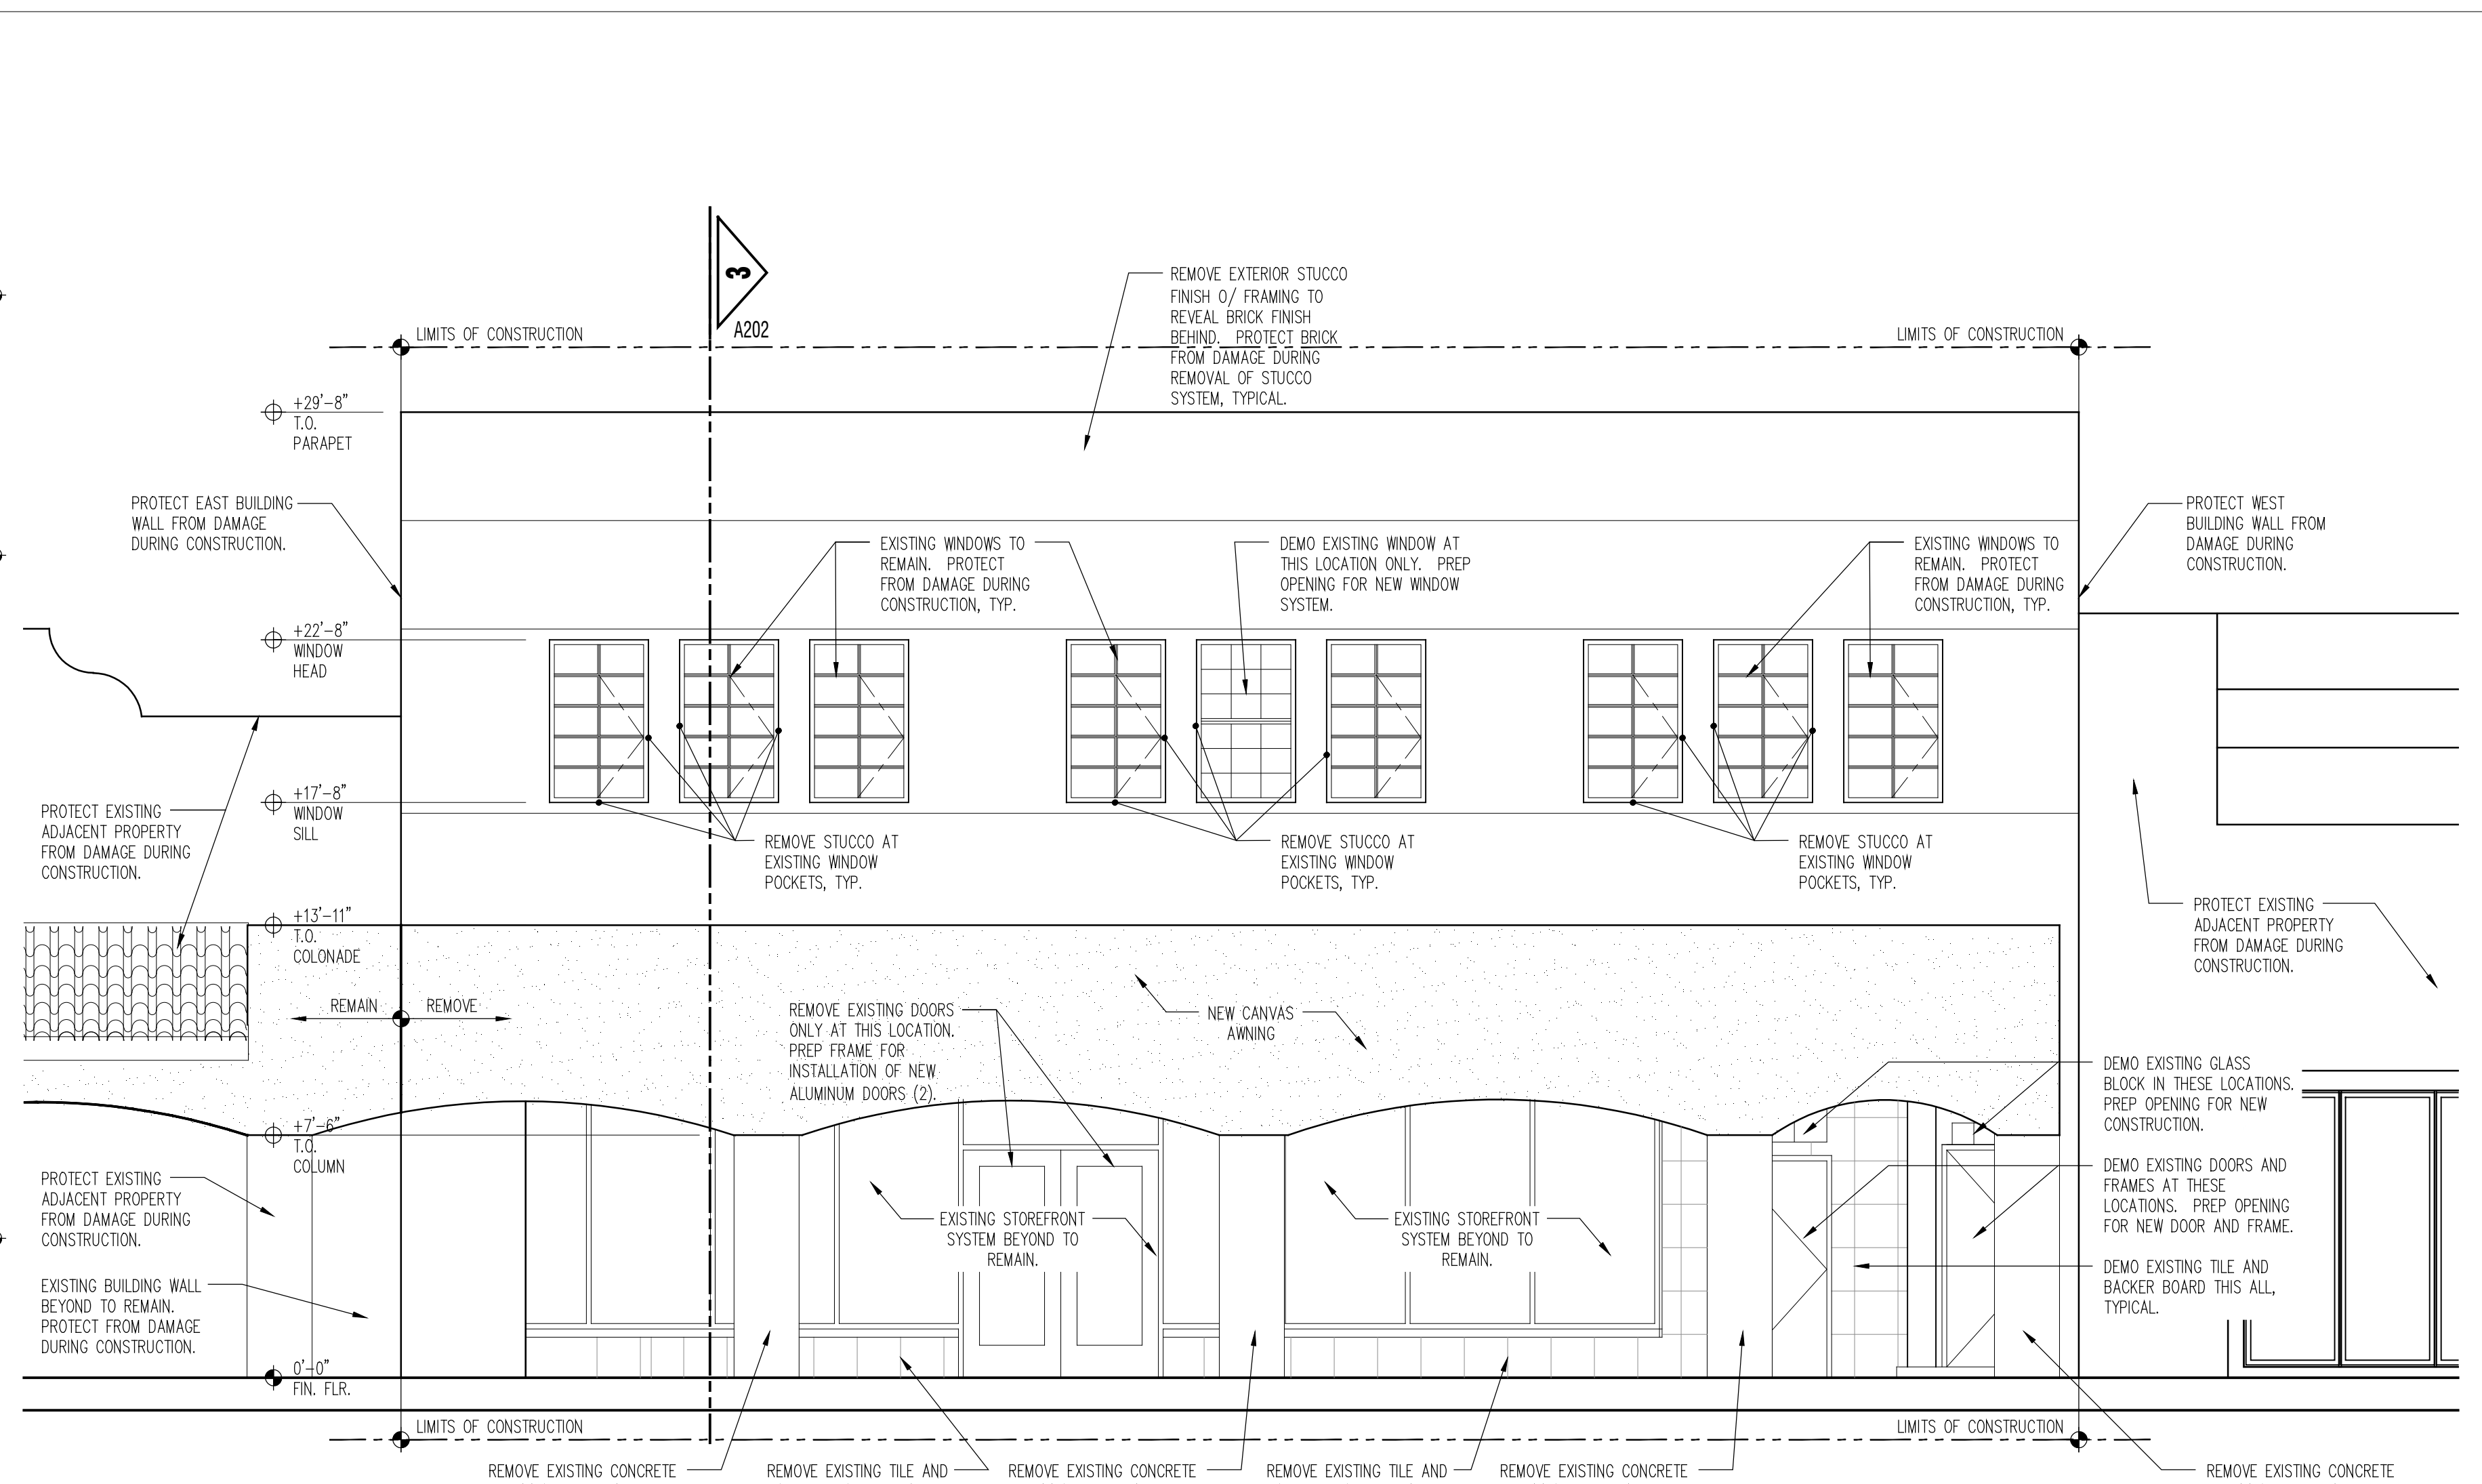 3
A202
REMOVE EXTERIOR STUCCO
FINISH O/ FRAMING TO
REVEAL BRICK FINISH
BEHIND. PROTECT BRICK
FROM DAMAGE DURING
REMOVAL OF STUCCO
SYSTEM, TYPICAL.
LIMITS OF CONSTRUCTION
LIMITS OF CONSTRUCTION
+29'-8"
T.O.
PARAPET
PROTECT EAST BUILDING
WALL FROM DAMAGE
DURING CONSTRUCTION.
PROTECT WEST
BUILDING WALL FROM
DAMAGE DURING
CONSTRUCTION.
EXISTING WINDOWS TO
REMAIN. PROTECT
FROM DAMAGE DURING
CONSTRUCTION, TYP.
DEMO EXISTING WINDOW AT
THIS LOCATION ONLY. PREP
OPENING FOR NEW WINDOW
SYSTEM.
EXISTING WINDOWS TO
REMAIN. PROTECT
FROM DAMAGE DURING
CONSTRUCTION, TYP.
+22'-8"
WINDOW
HEAD
+17'-8"
WINDOW
SILL
PROTECT EXISTING
ADJACENT PROPERTY
FROM DAMAGE DURING
CONSTRUCTION.
REMOVE STUCCO AT
EXISTING WINDOW
POCKETS, TYP.
REMOVE STUCCO AT
EXISTING WINDOW
POCKETS, TYP.
REMOVE STUCCO AT
EXISTING WINDOW
POCKETS, TYP.
PROTECT EXISTING
ADJACENT PROPERTY
FROM DAMAGE DURING
CONSTRUCTION.
+13'-11"
T.O.
COLONADE
REMAIN
REMOVE
REMOVE EXISTING DOORS
ONLY AT THIS LOCATION.
PREP FRAME FOR
INSTALLATION OF NEW
ALUMINUM DOORS (2).
NEW CANVAS
AWNING
DEMO EXISTING GLASS
BLOCK IN THESE LOCATIONS.
PREP OPENING FOR NEW
CONSTRUCTION.
+7'-6"
T.O.
COLUMN
PROTECT EXISTING
ADJACENT PROPERTY
FROM DAMAGE DURING
CONSTRUCTION.
DEMO EXISTING DOORS AND
FRAMES AT THESE
LOCATIONS. PREP OPENING
FOR NEW DOOR AND FRAME.
EXISTING STOREFRONT
SYSTEM BEYOND TO
REMAIN.
EXISTING STOREFRONT
SYSTEM BEYOND TO
REMAIN.
EXISTING BUILDING WALL
BEYOND TO REMAIN.
PROTECT FROM DAMAGE
DURING CONSTRUCTION.
DEMO EXISTING TILE AND
BACKER BOARD THIS ALL,
TYPICAL.
0'-0"
FIN. FLR.
LIMITS OF CONSTRUCTION
LIMITS OF CONSTRUCTION
REMOVE EXISTING CONCRETE
REMOVE EXISTING TILE AND
REMOVE EXISTING CONCRETE
REMOVE EXISTING TILE AND
REMOVE EXISTING CONCRETE
REMOVE EXISTING CONCRETE